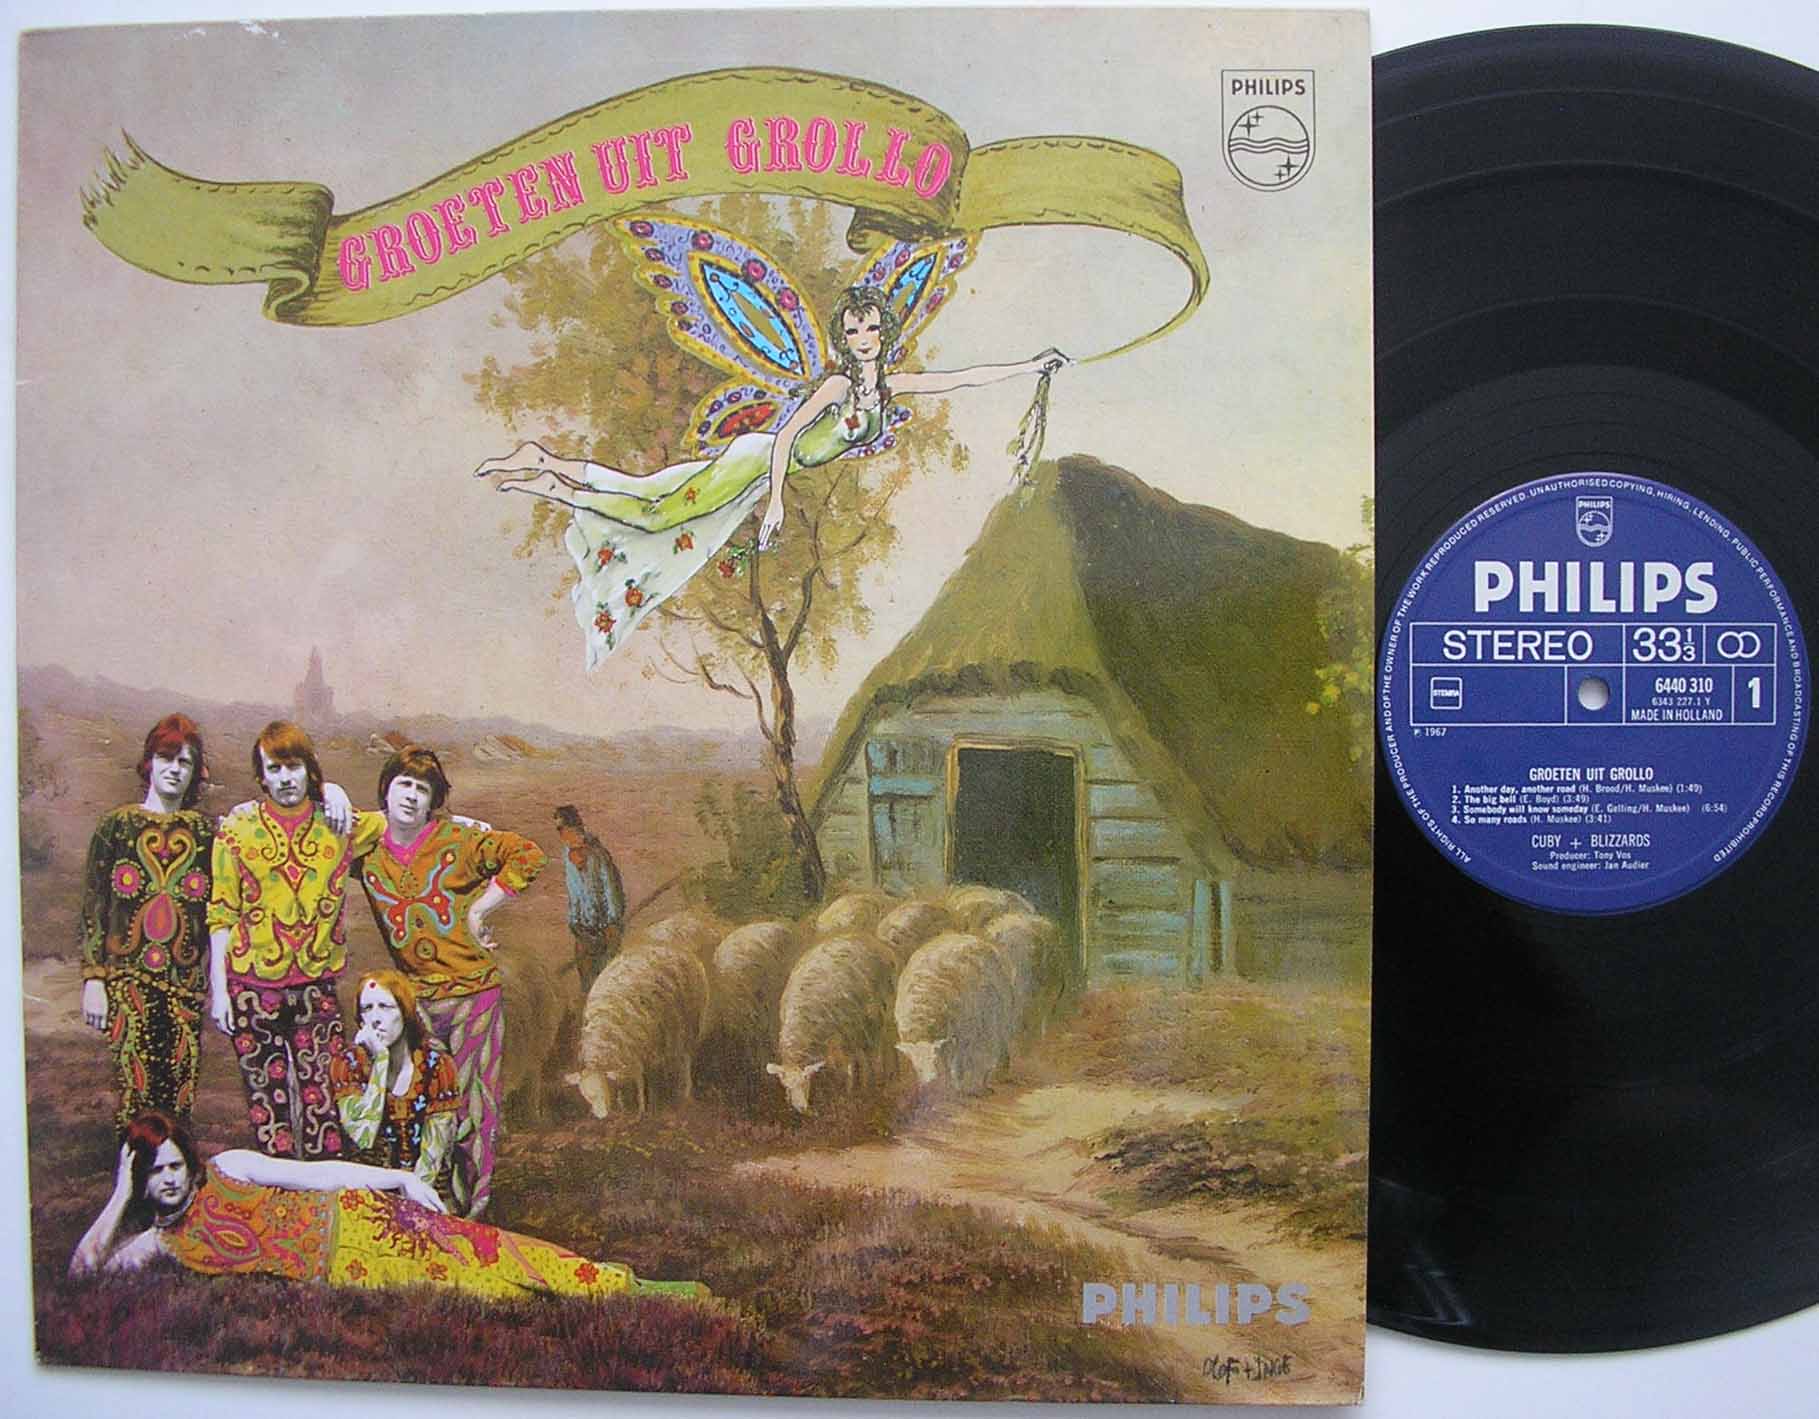 GROETEN UIT GROLLO
PHILIPS
PHILIPS
ALL RIGHTS OF THE PRODUCER AND OF THE OWNER OF THE WORK REPRODUCED RESERVED. UNAUTHORISED COPYING, HIRING, LENDING, PUBLIC PERFORMANCE AND BROADCASTING OF THIS RECORD PROHIBITED
PHILIPS
PHILIPS
STEREO 33 1/3
STEMRA
6440 310
6343 227.1 Y
MADE IN HOLLAND
1
P 1967
GROETEN UIT GROLLO
1. Another day, another road (H. Brood/H. Muskee) (1:49)
2. The big bell (E. Boyd) (3:49)
3. Somebody will know someday (E. Gelling/H. Muskee) (6:54)
4. So many roads (H. Muskee) (3:41)
CUBY + BLIZZARDS
Producer: Tony Vos
Sound engineer: Jan Audier